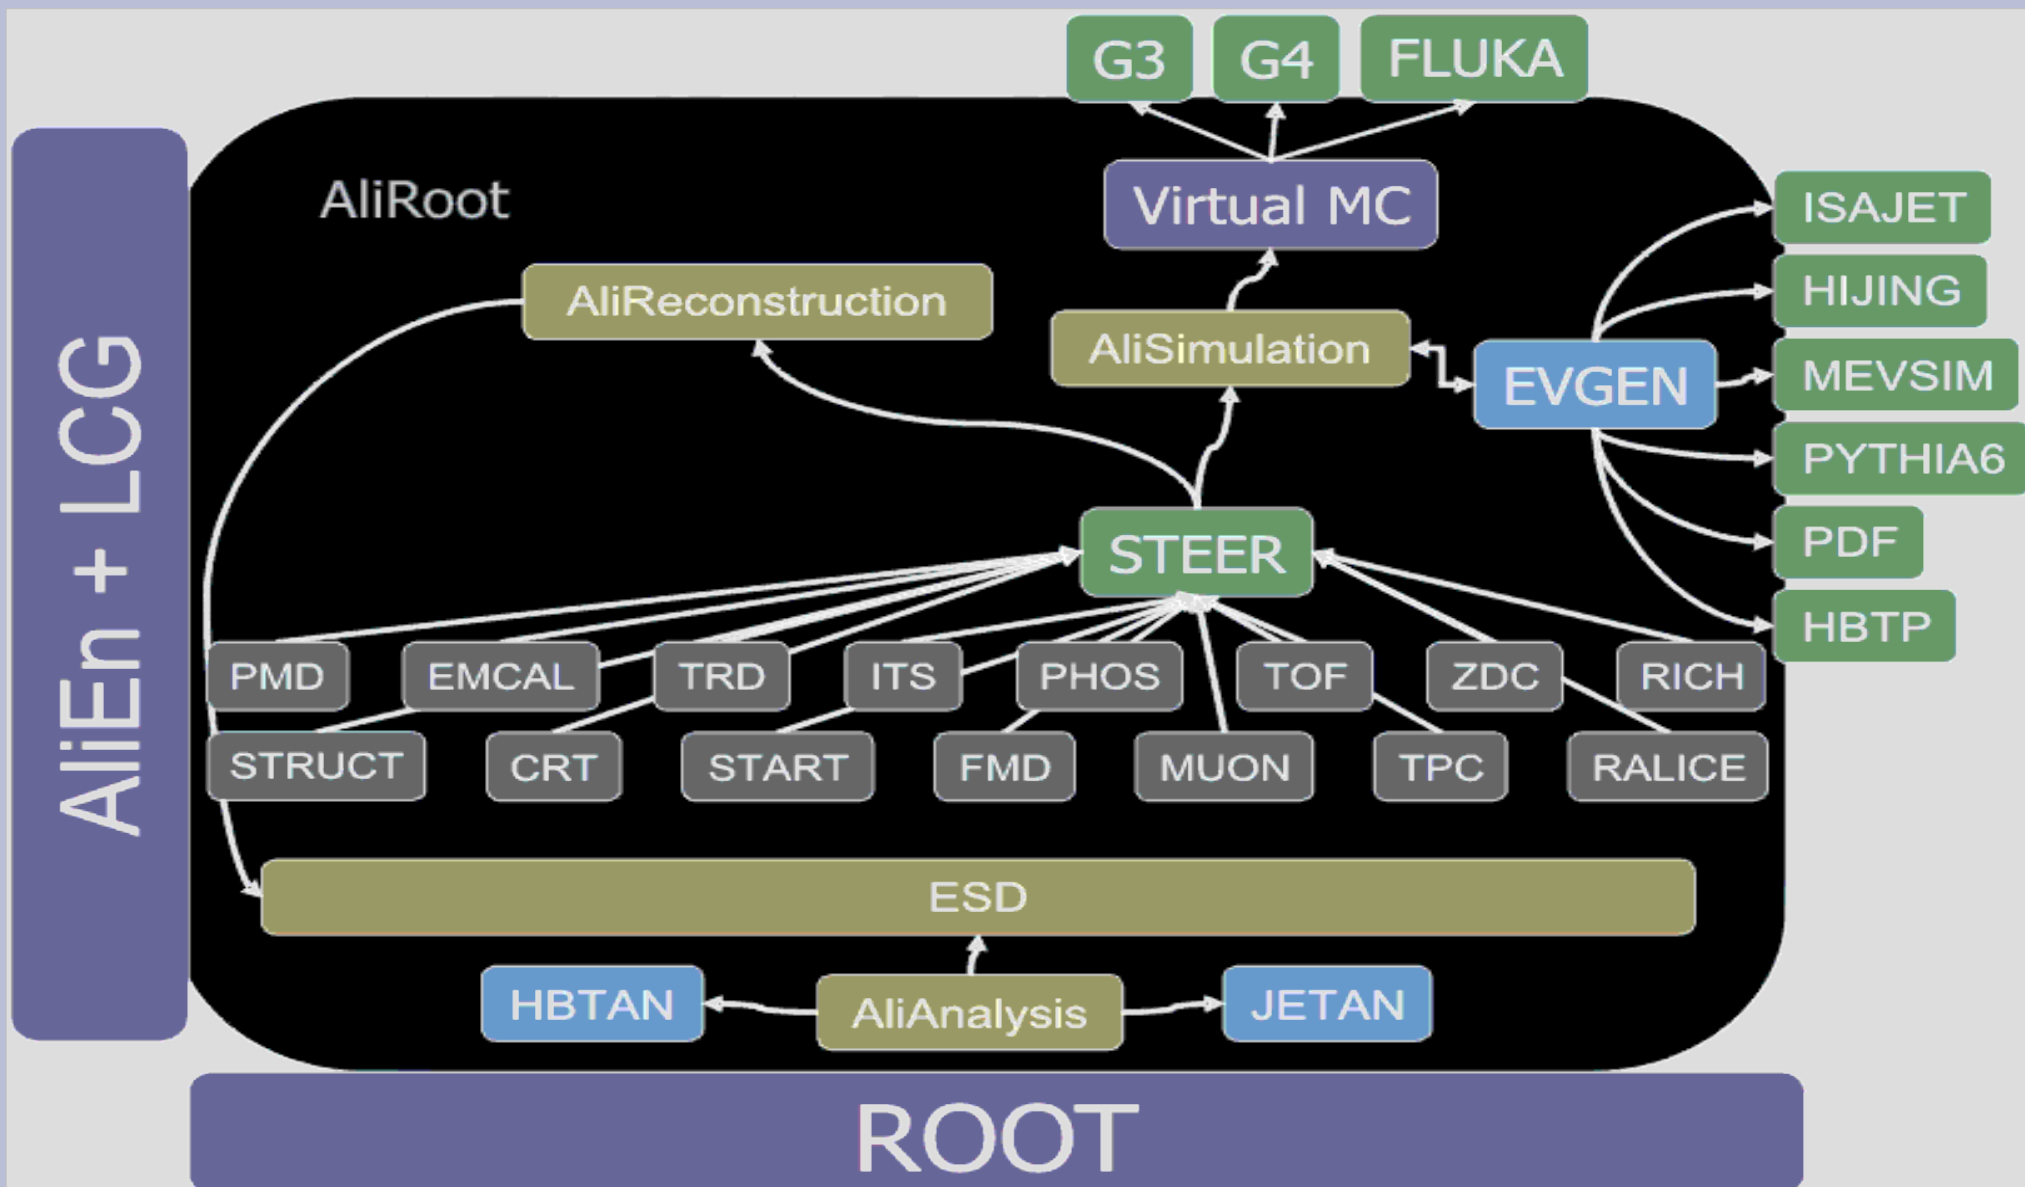 G3
G4
FLUKA
AliRoot
Virtual MC
ISAJET
AliReconstruction
HIJING
AliSimulation
EVGEN
MEVSIM
PYTHIA6
AliEn + LCG
STEER
PDF
HBTP
PMD
EMCAL
TRD
ITS
PHOS
TOF
ZDC
RICH
STRUCT
CRT
START
FMD
MUON
TPC
RALICE
ESD
HBTAN
AliAnalysis
JETAN
ROOT